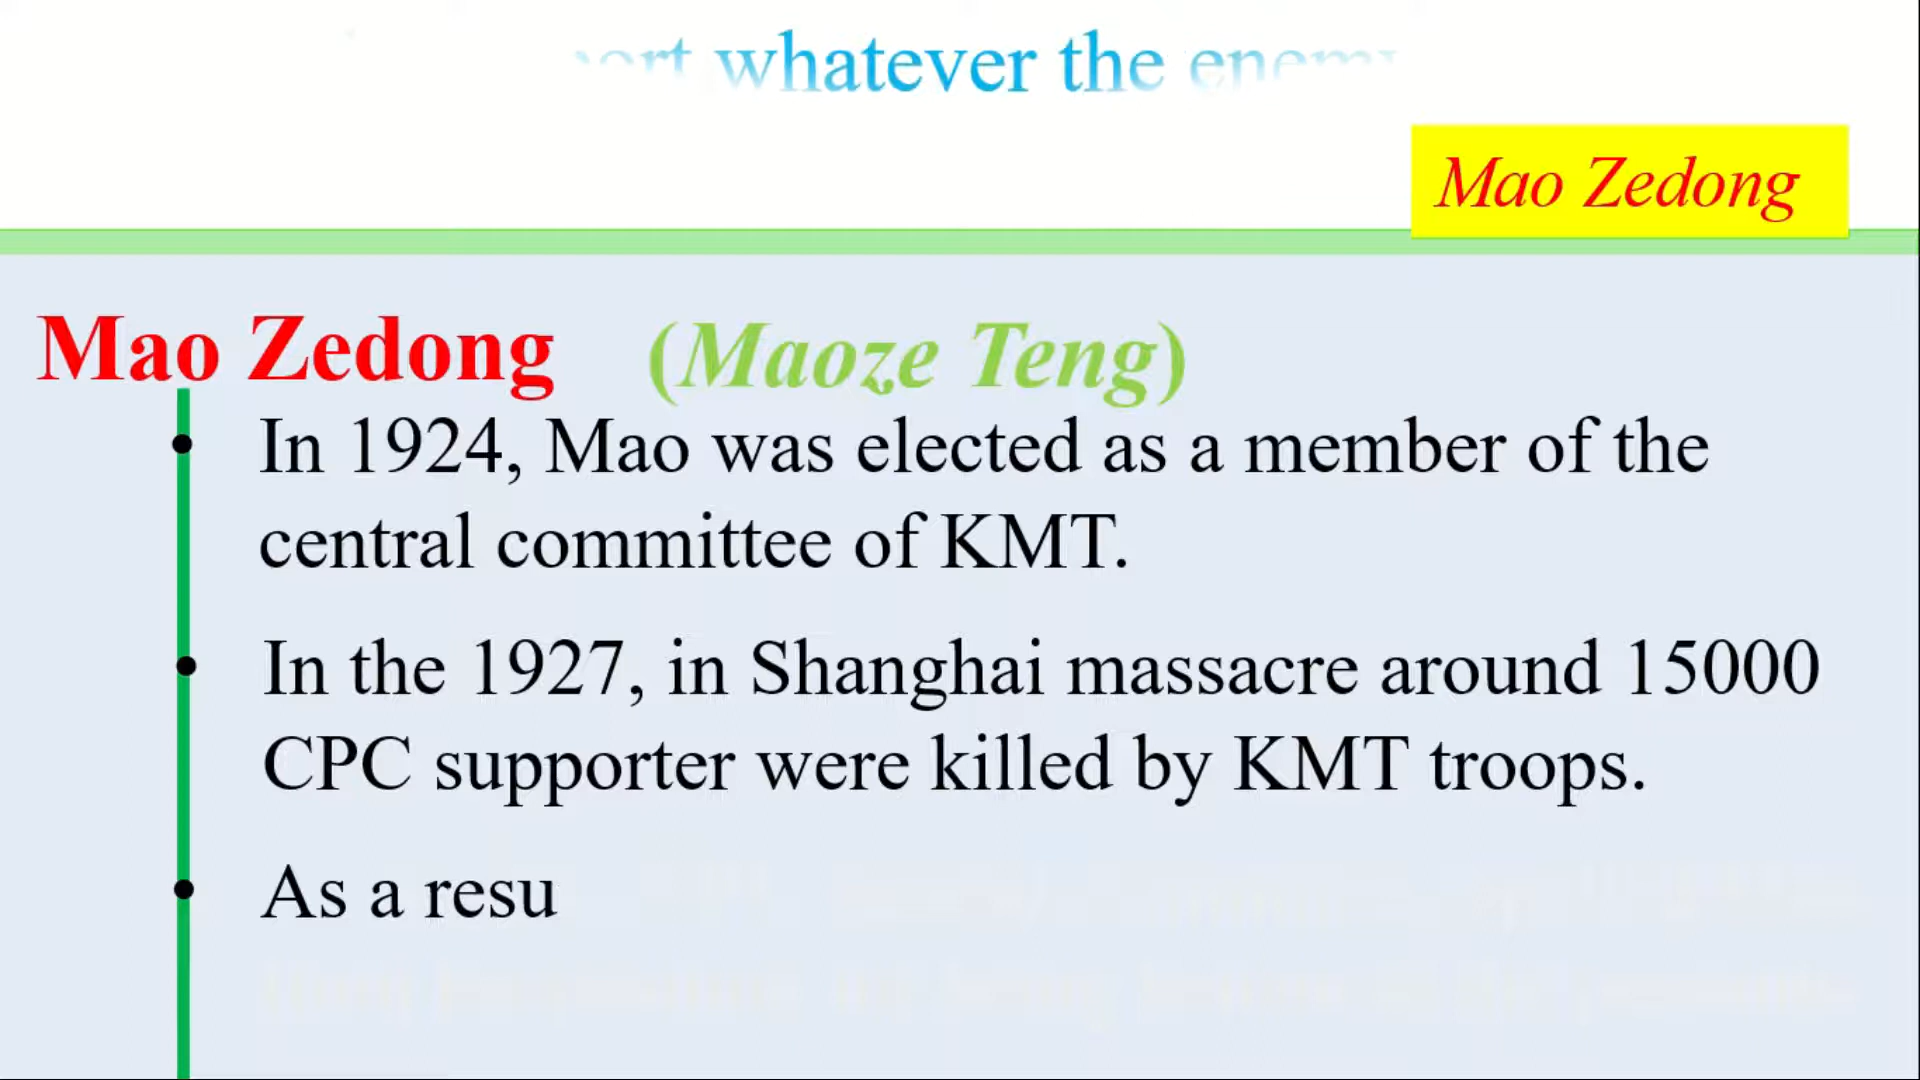 whatever the
Mao Zedong
Mao Zedong (Maoze Teng)
• In 1924, Mao was elected as a member of the
central committee of KMT.
• In the 1927, in Shanghai massacre around 15000
CPC supporter were killed by KMT troops.
• As a resu